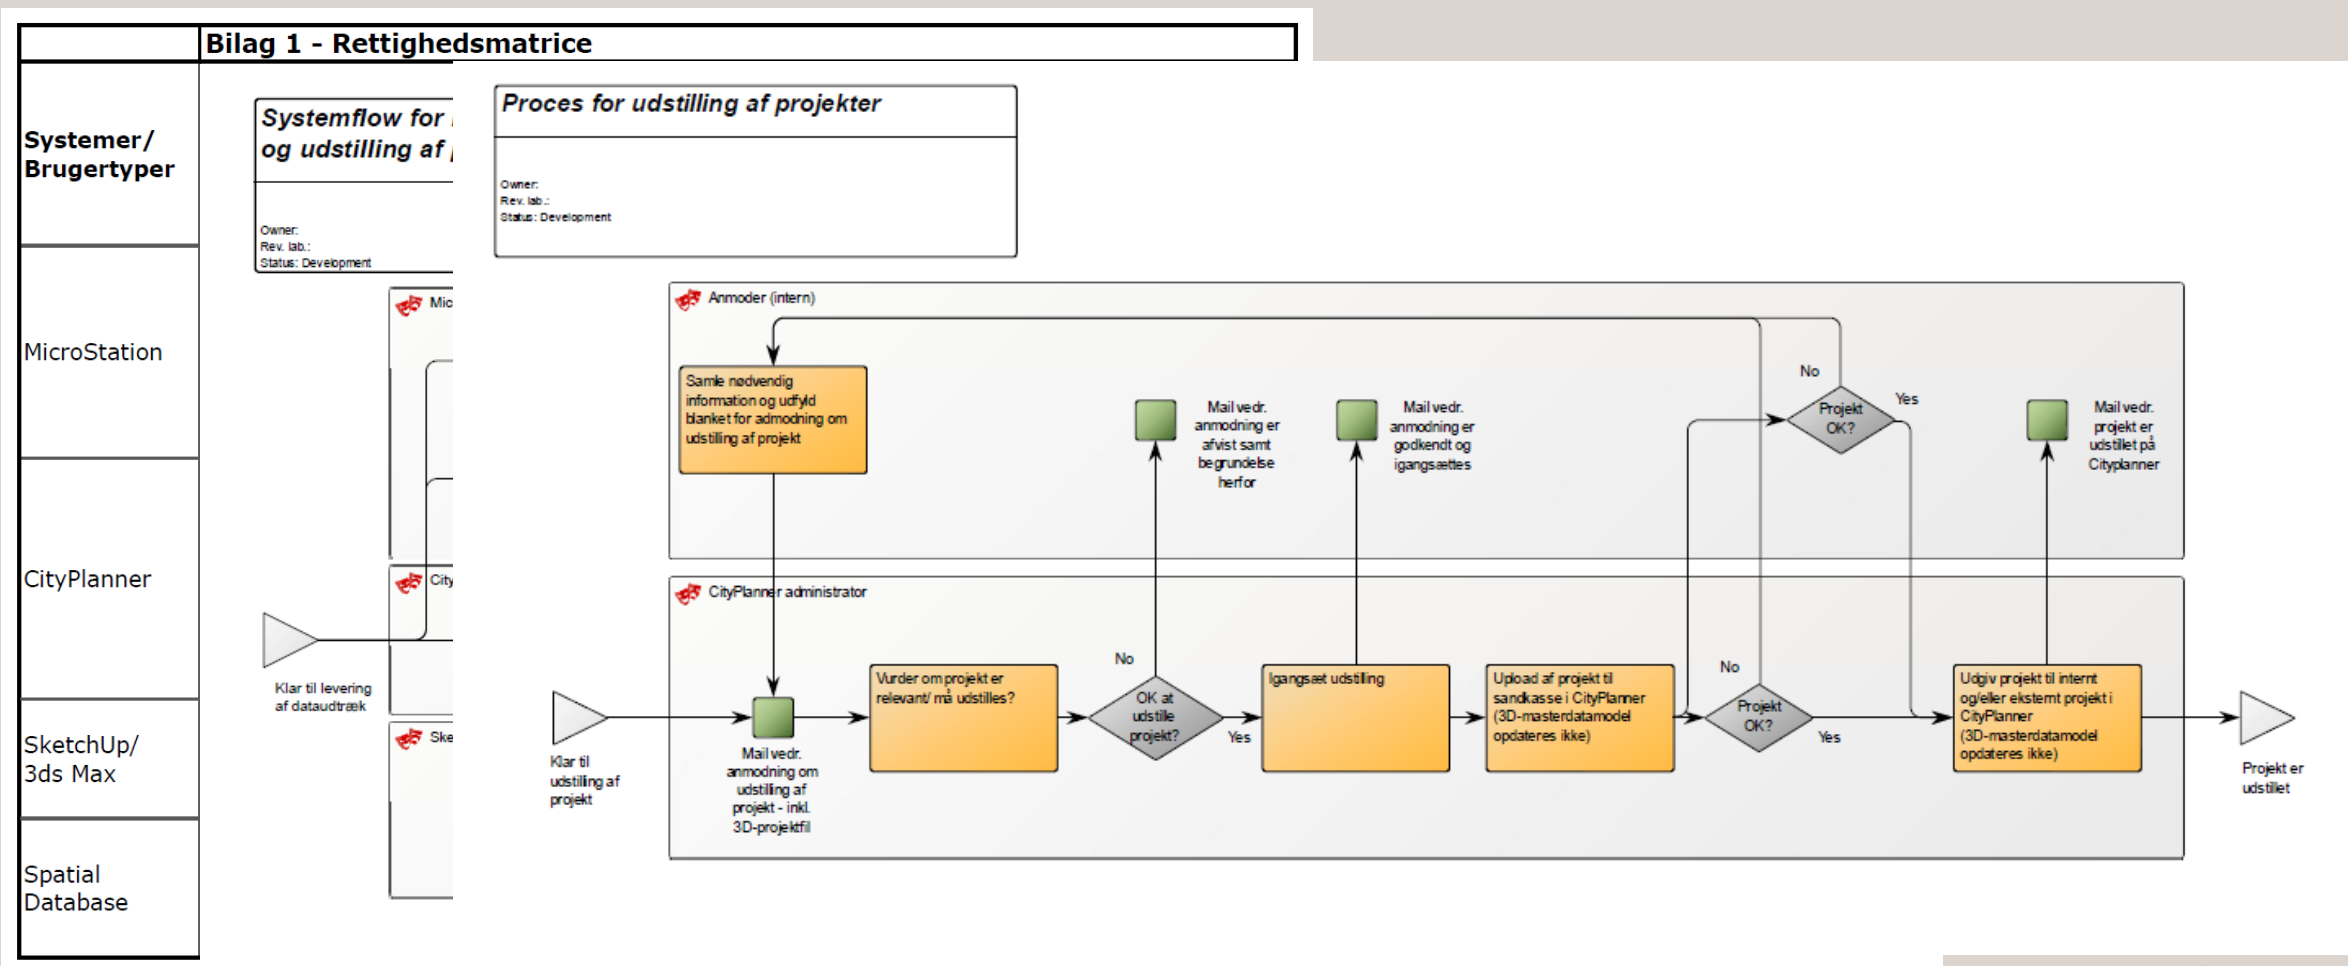 Bilag 1 - Rettighedsmatrice
Systemer/
Brugertyper
MicroStation
CityPlanner
SketchUp/
3ds Max
Spatial
Database
Systemflow for
og udstilling af
Owner:
Rev. lab.:
Status: Development
Mic
City
Ske
Klar til levering
af dataudtræk
Proces for udstilling af projekter
Owner:
Rev. lab.:
Status: Development
Anmoder (intern)
Samle nødvendig
information og udfyld
blanket for admodning om
udstilling af projekt
Mail vedr.
anmodning er
afvist samt
begrundelse
herfor
Mail vedr.
anmodning er
godkendt og
igangsættes
No
Projekt
OK?
Yes
Mail vedr.
projekt er
udstillet på
Cityplanner
CityPlanner administrator
Klar til
udstilling af
projekt
Mail vedr.
anmodning om
udstilling af
projekt - inkl.
3D-projektfil
Vurder om projekt er
relevant/ må udstilles?
No
OK at
udstille
projekt?
Yes
Igangsæt udstilling
Upload af projekt til
sandkasse i CityPlanner
(3D-masterdatamodel
opdateres ikke)
No
Projekt
OK?
Yes
Udgiv projekt til internt
og/eller eksternt projekt i
CityPlanner
(3D-masterdatamodel
opdateres ikke)
Projekt er
udstillet